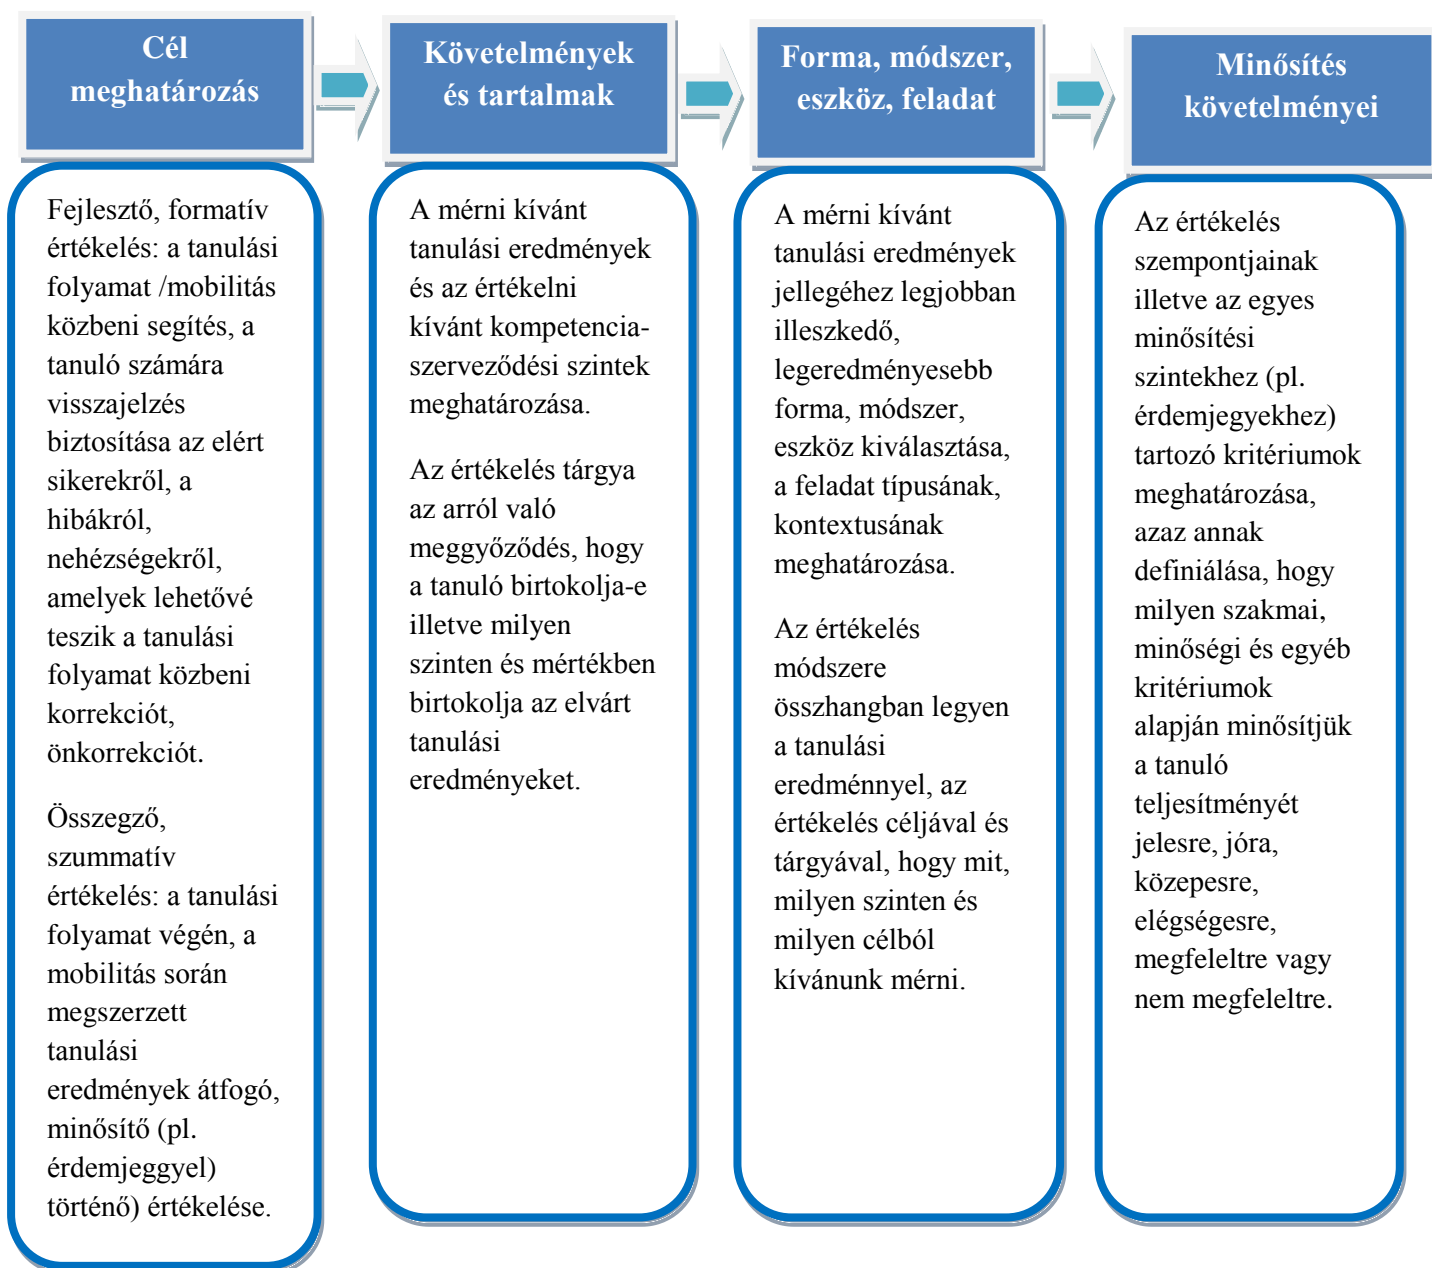 Cél
meghatározás
Követelmények
és tartalmak
Forma, módszer,
eszköz, feladat
Minősítés
követelményei
Fejlesztő, formatív
értékelés: a tanulási
folyamat /mobilitás
közbeni segítés, a
tanuló számára
visszajelzés
biztosítása az elért
sikerekről, a
hibákról,
nehézségekről,
amelyek lehetővé
teszik a tanulási
folyamat közbeni
korrekciót,
önkorrekciót.
Összegző,
szummatív
értékelés: a tanulási
folyamat végén, a
mobilitás során
megszerzett
tanulási
eredmények átfogó,
minősítő (pl.
érdemjeggyel)
történő) értékelése.
A mérni kívánt
tanulási eredmények
és az értékelni
kívánt kompetencia-
szerveződési szintek
meghatározása.
Az értékelés tárgya
az arról való
meggyőződés, hogy
a tanuló birtokolja-e
illetve milyen
szinten és mértékben
birtokolja az elvárt
tanulási
eredményeket.
A mérni kívánt
tanulási eredmények
jellegéhez legjobban
illeszkedő,
legeredményesebb
forma, módszer,
eszköz kiválasztása,
a feladat típusának,
kontextusának
meghatározása.
Az értékelés
módszere
összhangban legyen
a tanulási
eredménnyel, az
értékelés céljával és
tárgyával, hogy mit,
milyen szinten és
milyen célból
kívánunk mérni.
Az értékelés
szempontjainak
illetve az egyes
minősítési
szintekhez (pl.
érdemjegyekhez)
tartozó kritériumok
meghatározása,
azaz annak
definiálása, hogy
milyen szakmai,
minőségi és egyéb
kritériumok
alapján minősítjük
a tanuló
teljesítményét
jelesre, jóra,
közepesre,
elégségesre,
megfeleltre vagy
nem megfeleltre.